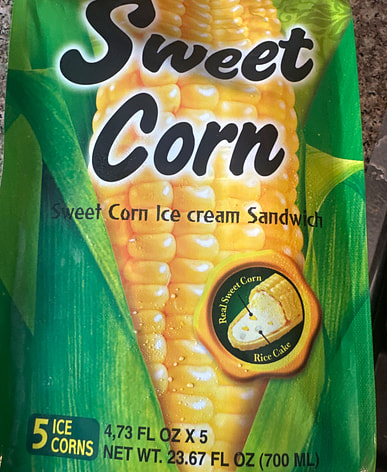 Sweet
Corn
Sweet Corn Ice cream Sandwich
Real Sweet Corn
Rice Cake
5 ICE CORNS
4,73 FL OZ X 5
NET WT. 23.67 FL OZ (700 ML)